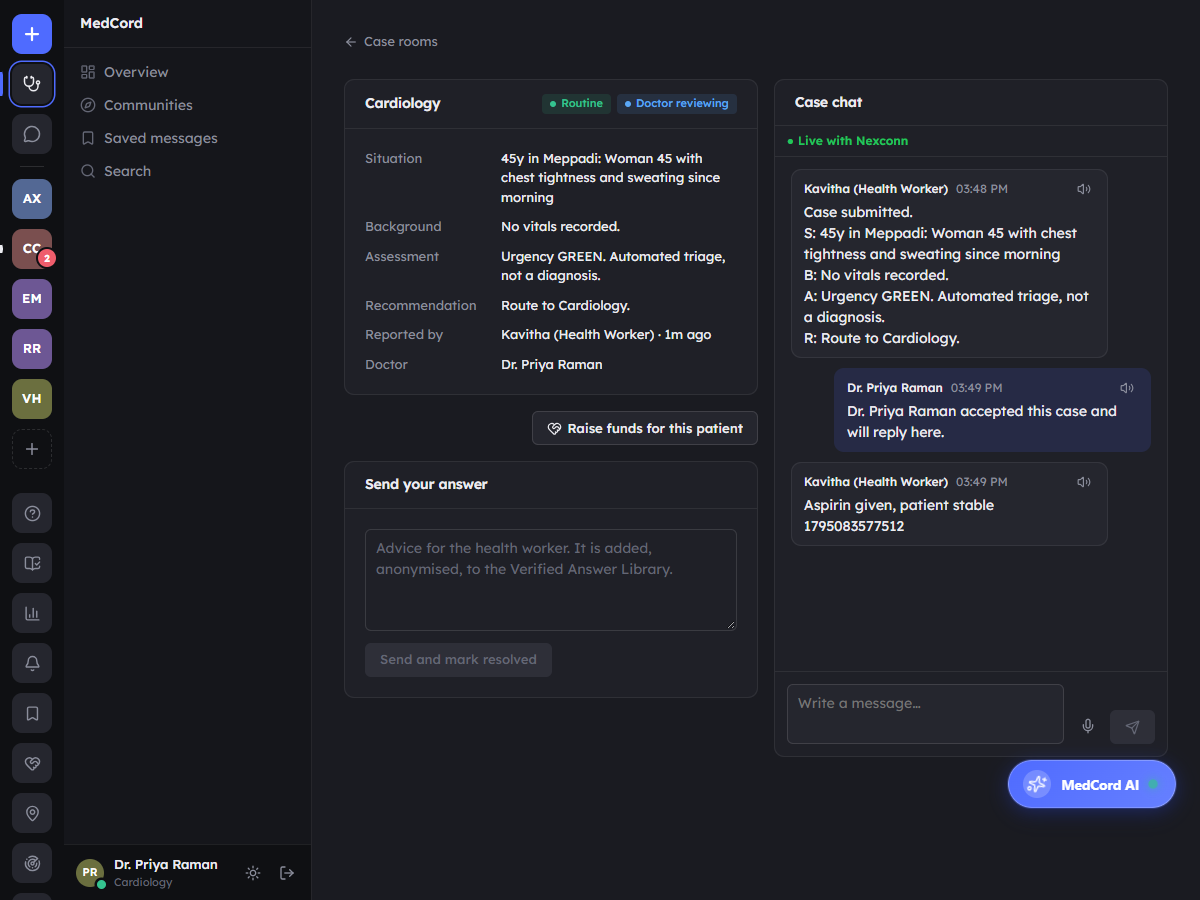 MedCord
Overview
Communities
Saved messages
Search
AX
CC
2
EM
RR
VH
PR
Dr. Priya Raman
Cardiology
Case rooms
Cardiology
Routine
Doctor reviewing
Situation
45y in Meppadi: Woman 45 with
chest tightness and sweating since
morning
Background
No vitals recorded.
Assessment
Urgency GREEN. Automated triage,
not a diagnosis.
Recommendation
Route to Cardiology.
Reported by
Kavitha (Health Worker) · 1m ago
Doctor
Dr. Priya Raman
Raise funds for this patient
Send your answer
Advice for the health worker. It is added,
anonymised, to the Verified Answer Library.
Send and mark resolved
Case chat
Live with Nexconn
Kavitha (Health Worker) 03:48 PM
Case submitted.
S: 45y in Meppadi: Woman 45 with chest
tightness and sweating since morning
B: No vitals recorded.
A: Urgency GREEN. Automated triage, not
a diagnosis.
R: Route to Cardiology.
Dr. Priya Raman 03:49 PM
Dr. Priya Raman accepted this case and
will reply here.
Kavitha (Health Worker) 03:49 PM
Aspirin given, patient stable
1795083577512
Write a message…
MedCord AI